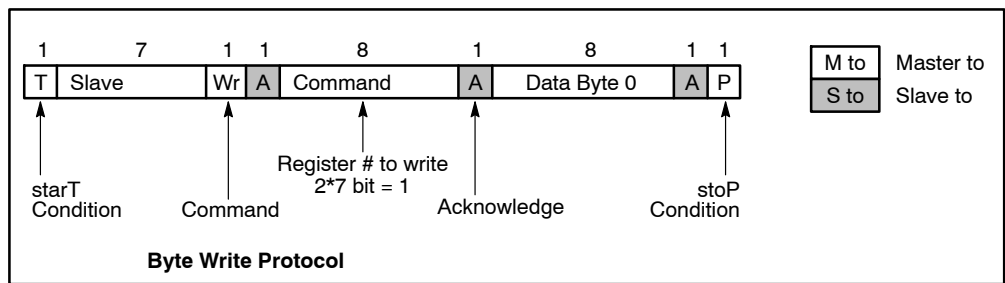 1 7 1 1 8 1 8 1 1
T Slave Wr A Command A Data Byte 0 A P
M to Master to
S to Slave to
starT
Condition
Command
Register # to write
2*7 bit = 1
Acknowledge
stoP
Condition
Byte Write Protocol